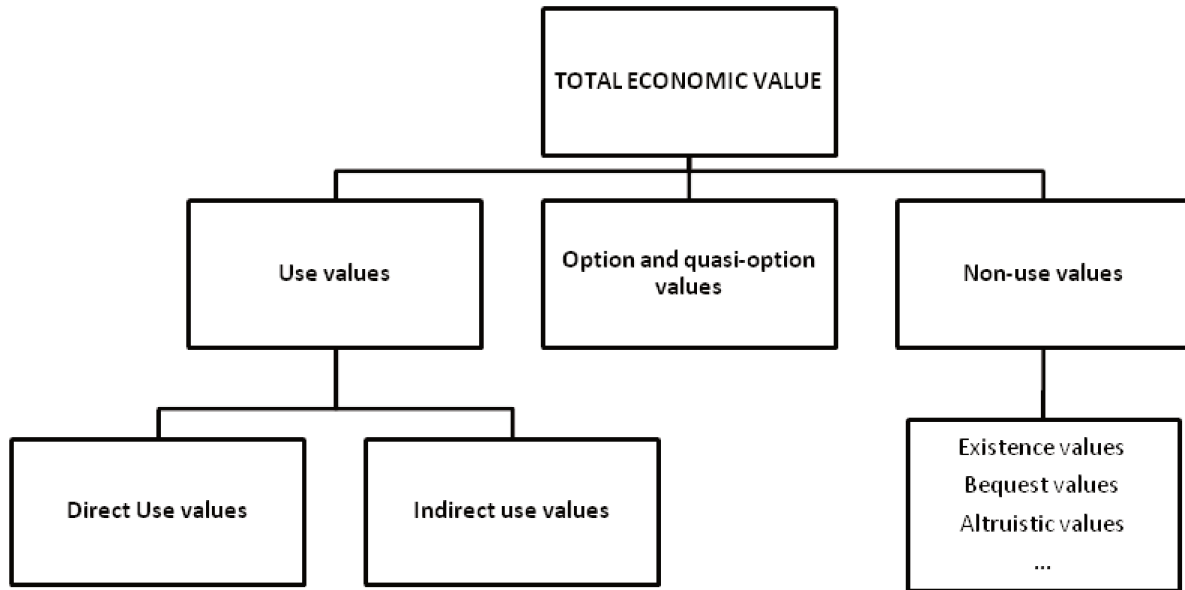 TOTAL ECONOMIC VALUE
Use values
Option and quasi-option
values
Non-use values
Direct Use values
Indirect use values
Existence values
Bequest values
Altruistic values
...